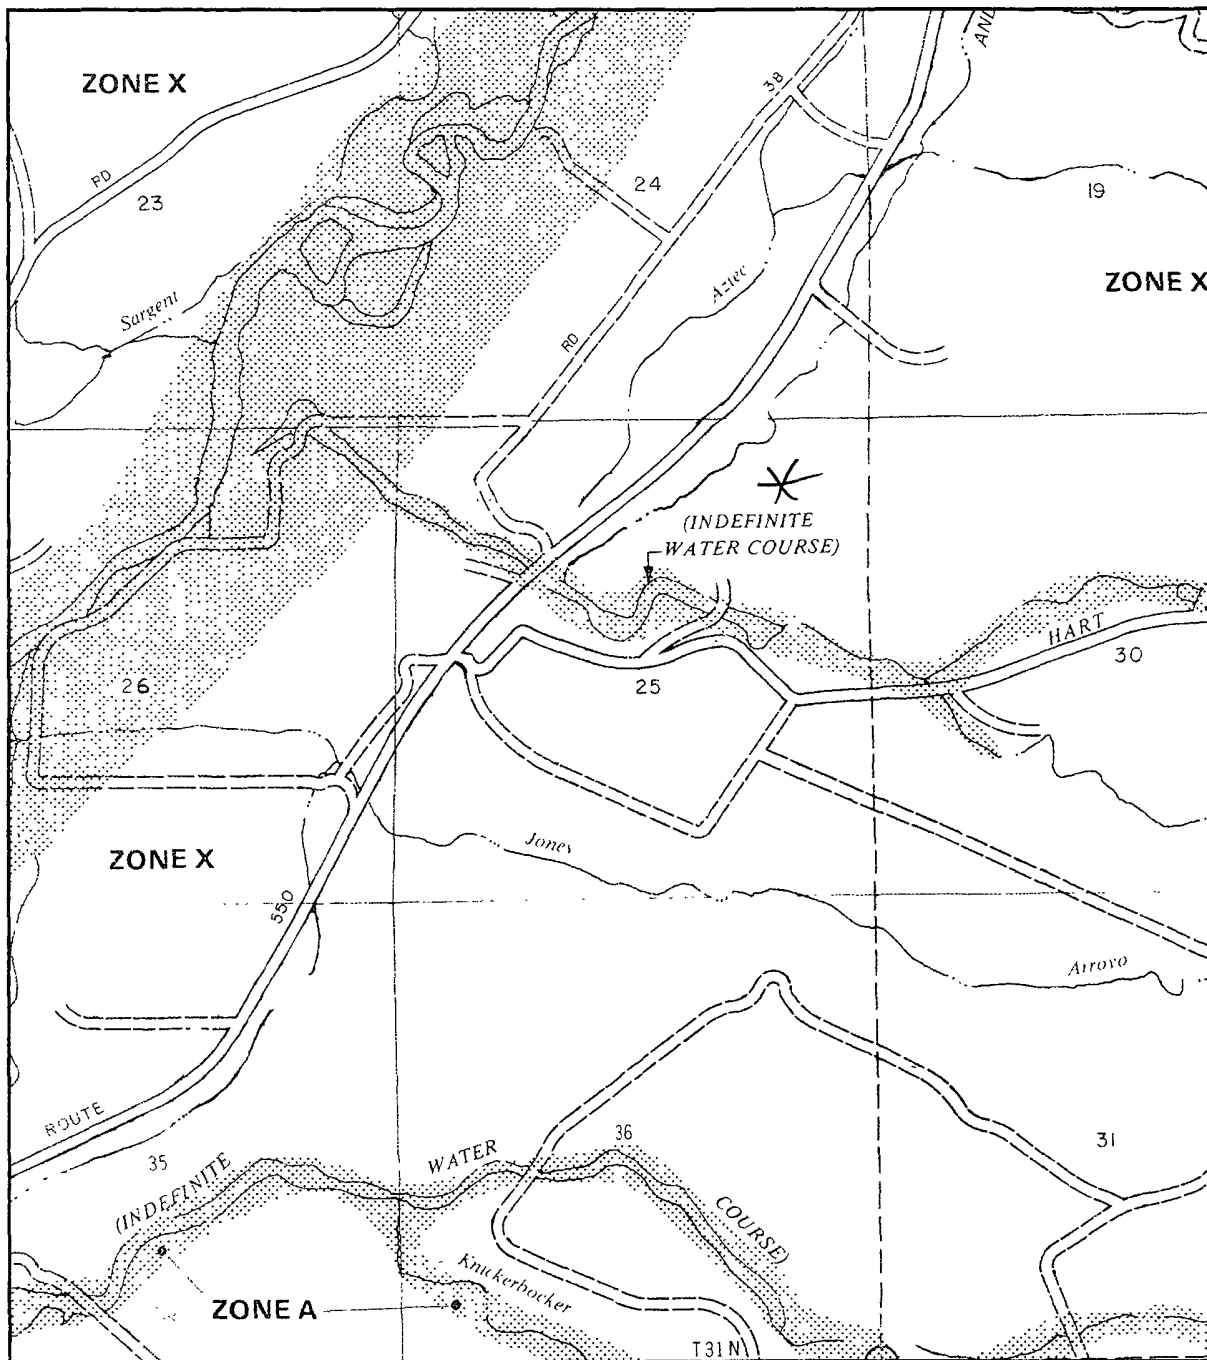 AND
38
ZONE X
RD
23
24
19
ZONE X
Aztec
Sargent
RD
(INDEFINITE
WATER COURSE)
HART
30
26
25
Jones
ZONE X
550
Arroyo
ROUTE
36
31
35
(INDEFINITE
WATER
COURSE)
Knickerbocker
ZONE A
T31N